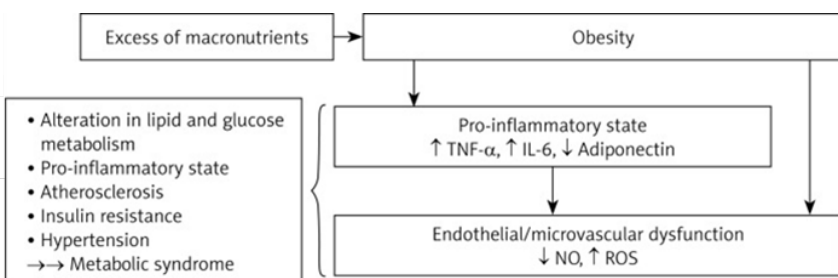 Excess of macronutrients
Obesity
• Alteration in lipid and glucose
metabolism
• Pro-inflammatory state
• Atherosclerosis
• Insulin resistance
• Hypertension
→→ Metabolic syndrome
Pro-inflammatory state
↑ TNF-α, ↑ IL-6, ↓ Adiponectin
Endothelial/microvascular dysfunction
↓ NO, ↑ ROS